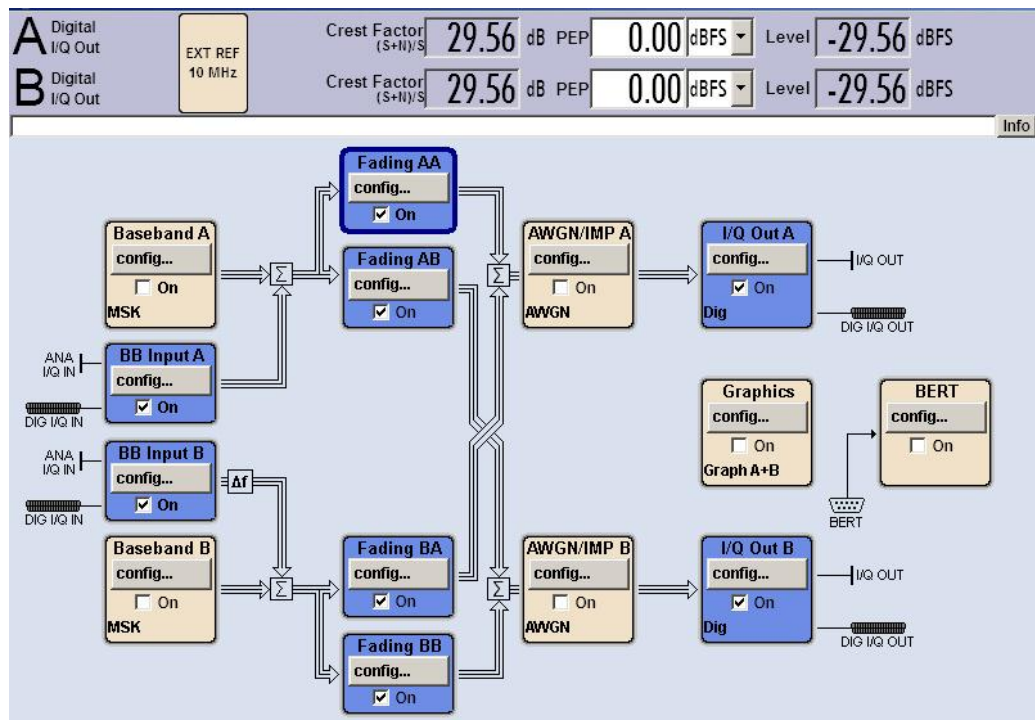 A Digital I/Q Out
EXT REF 10 MHz
Crest Factor (S+N)/S 29.56 dB PEP 0.00 dBFS Level -29.56 dBFS
B Digital I/Q Out
Crest Factor (S+N)/S 29.56 dB PEP 0.00 dBFS Level -29.56 dBFS
Info
Fading AA
config...
On
Baseband A
config...
On
MSK
Σ
Fading AB
config...
On
Σ
AWGN/IMP A
config...
On
AWGN
I/Q Out A
config...
On
Dig
I/Q OUT
DIG I/Q OUT
ANA I/Q IN
DIG I/Q IN
BB Input A
config...
On
Graphics
config...
On
Graph A+B
BERT
config...
On
BERT
ANA I/Q IN
DIG I/Q IN
BB Input B
config...
On
Δf
Baseband B
config...
On
MSK
Σ
Fading BA
config...
On
Σ
AWGN/IMP B
config...
On
AWGN
I/Q Out B
config...
On
Dig
I/Q OUT
DIG I/Q OUT
Fading BB
config...
On